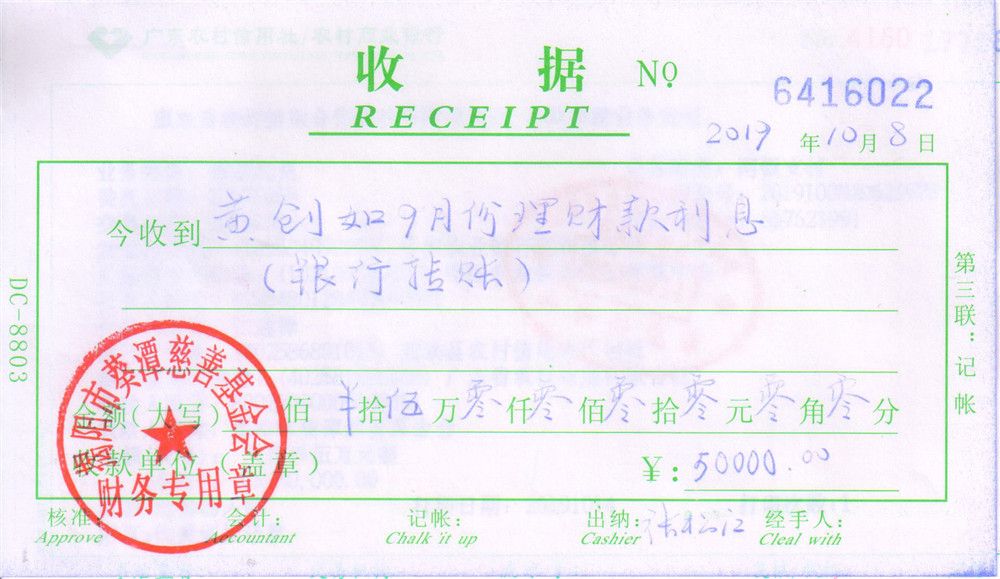 收 据 №
6416022
RECEIPT
2019 年 10 月 8 日
今收到 黄创如9月份理财款利息
(银行转账)
金额(大写) 佰 拾 伍 万 零 仟 零 佰 零 拾 零 元 零 角 零 分
收款单位(盖章) ¥: 50000.00
核准: 会计: 记帐: 出纳: 经手人:
Approve Accountant Chalk it up Cashier Cleal with
DC-8803
第三联:记帐
揭阳市葵潭慈善基金会
财务专用章